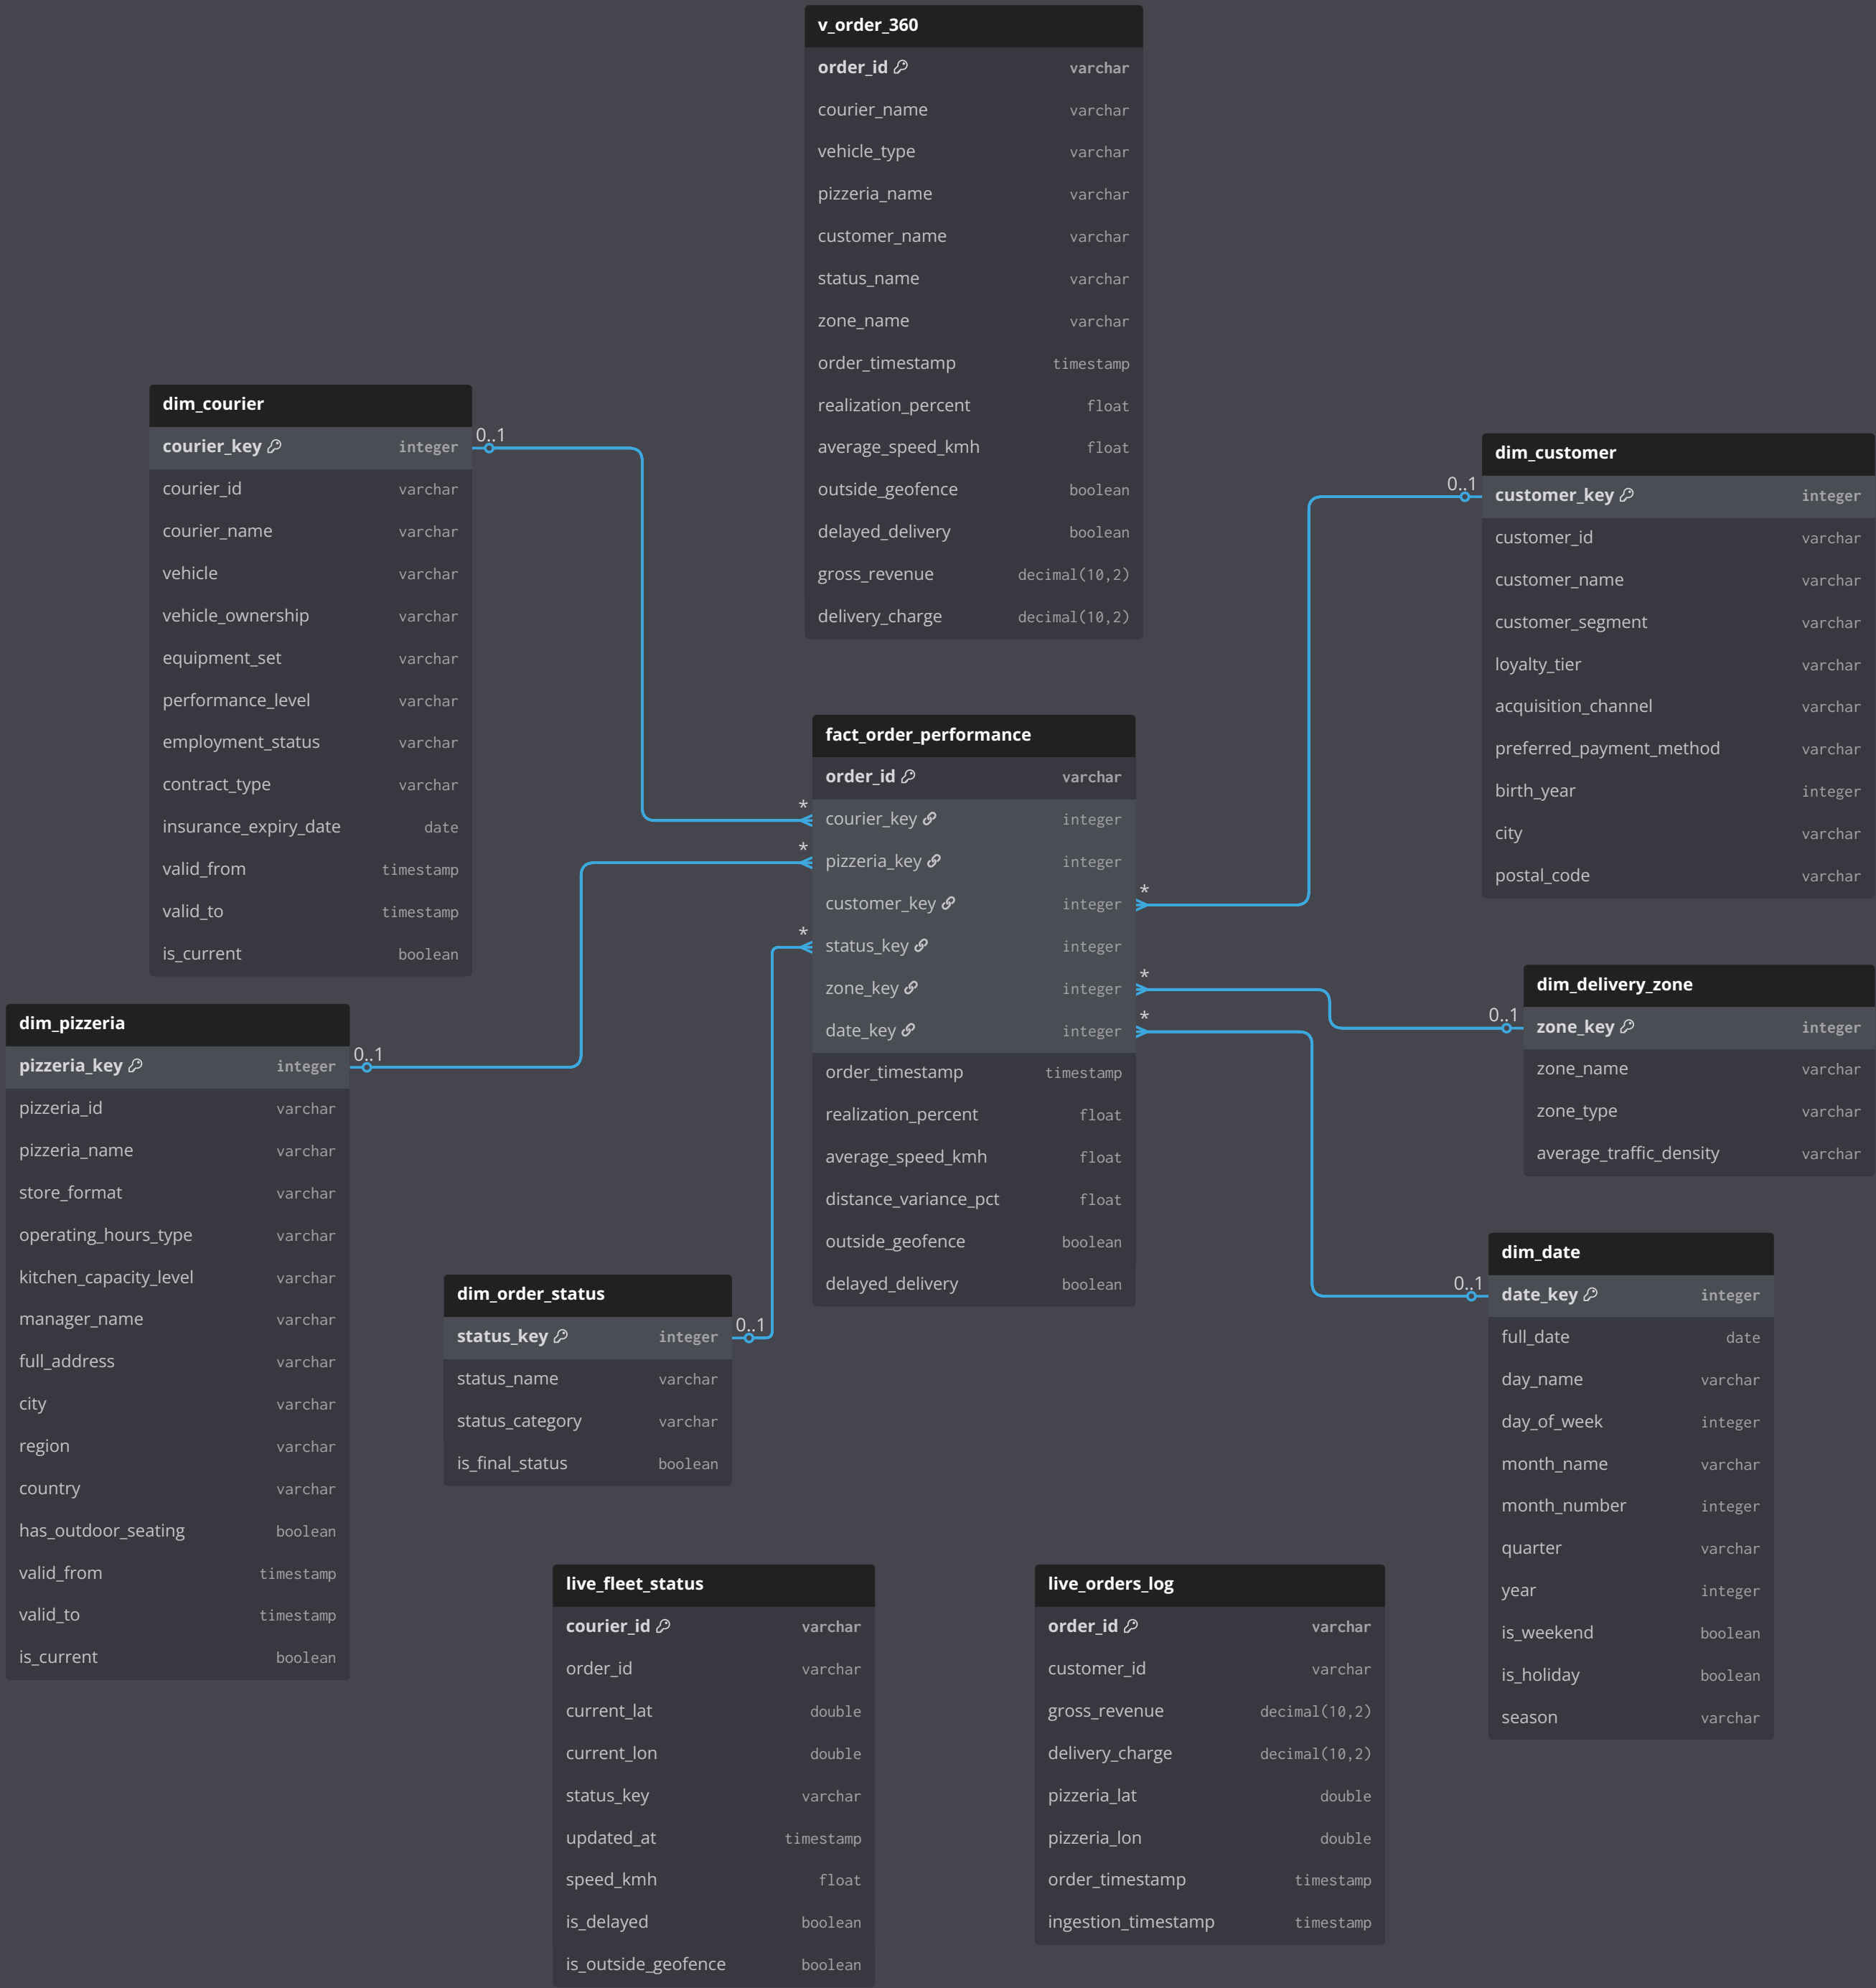 v_order_360
order_id varchar
courier_name varchar
vehicle_type varchar
pizzeria_name varchar
customer_name varchar
status_name varchar
zone_name varchar
order_timestamp timestamp
realization_percent float
average_speed_kmh float
outside_geofence boolean
delayed_delivery boolean
gross_revenue decimal(10,2)
delivery_charge decimal(10,2)
dim_courier
courier_key integer
0..1
courier_id varchar
courier_name varchar
vehicle varchar
vehicle_ownership varchar
equipment_set varchar
performance_level varchar
employment_status varchar
contract_type varchar
insurance_expiry_date date
valid_from timestamp
valid_to timestamp
is_current boolean
dim_customer
0..1
customer_key integer
customer_id varchar
customer_name varchar
customer_segment varchar
loyalty_tier varchar
acquisition_channel varchar
preferred_payment_method varchar
birth_year integer
city varchar
postal_code varchar
fact_order_performance
order_id varchar
*
courier_key integer
*
pizzeria_key integer
*
customer_key integer
*
status_key integer
*
zone_key integer
*
date_key integer
order_timestamp timestamp
realization_percent float
average_speed_kmh float
distance_variance_pct float
outside_geofence boolean
delayed_delivery boolean
dim_delivery_zone
0..1
zone_key integer
zone_name varchar
zone_type varchar
average_traffic_density varchar
dim_pizzeria
pizzeria_key integer
0..1
pizzeria_id varchar
pizzeria_name varchar
store_format varchar
operating_hours_type varchar
kitchen_capacity_level varchar
manager_name varchar
full_address varchar
city varchar
region varchar
country varchar
has_outdoor_seating boolean
valid_from timestamp
valid_to timestamp
is_current boolean
dim_order_status
status_key integer
0..1
status_name varchar
status_category varchar
is_final_status boolean
dim_date
0..1
date_key integer
full_date date
day_name varchar
day_of_week integer
month_name varchar
month_number integer
quarter varchar
year integer
is_weekend boolean
is_holiday boolean
season varchar
live_fleet_status
courier_id varchar
order_id varchar
current_lat double
current_lon double
status_key varchar
updated_at timestamp
speed_kmh float
is_delayed boolean
is_outside_geofence boolean
live_orders_log
order_id varchar
customer_id varchar
gross_revenue decimal(10,2)
delivery_charge decimal(10,2)
pizzeria_lat double
pizzeria_lon double
order_timestamp timestamp
ingestion_timestamp timestamp